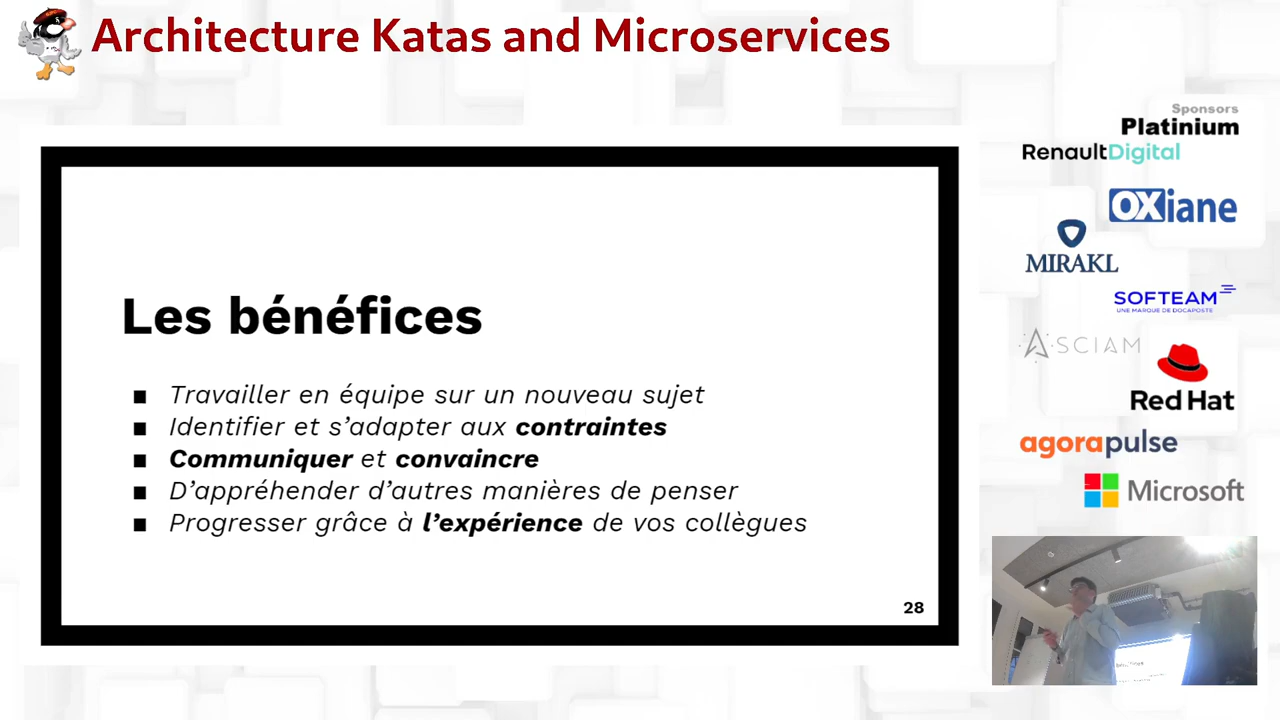 Architecture Katas and Microservices
Sponsors
Platinium
RenaultDigital
OXiane
MIRAKL
SOFTEAM
UNE MARQUE DE DOCAPOSTE
ASCIAM
Red Hat
agorapulse
Microsoft
Les bénéfices
▪ Travailler en équipe sur un nouveau sujet
▪ Identifier et s’adapter aux contraintes
▪ Communiquer et convaincre
▪ D’appréhender d’autres manières de penser
▪ Progresser grâce à l’expérience de vos collègues
28